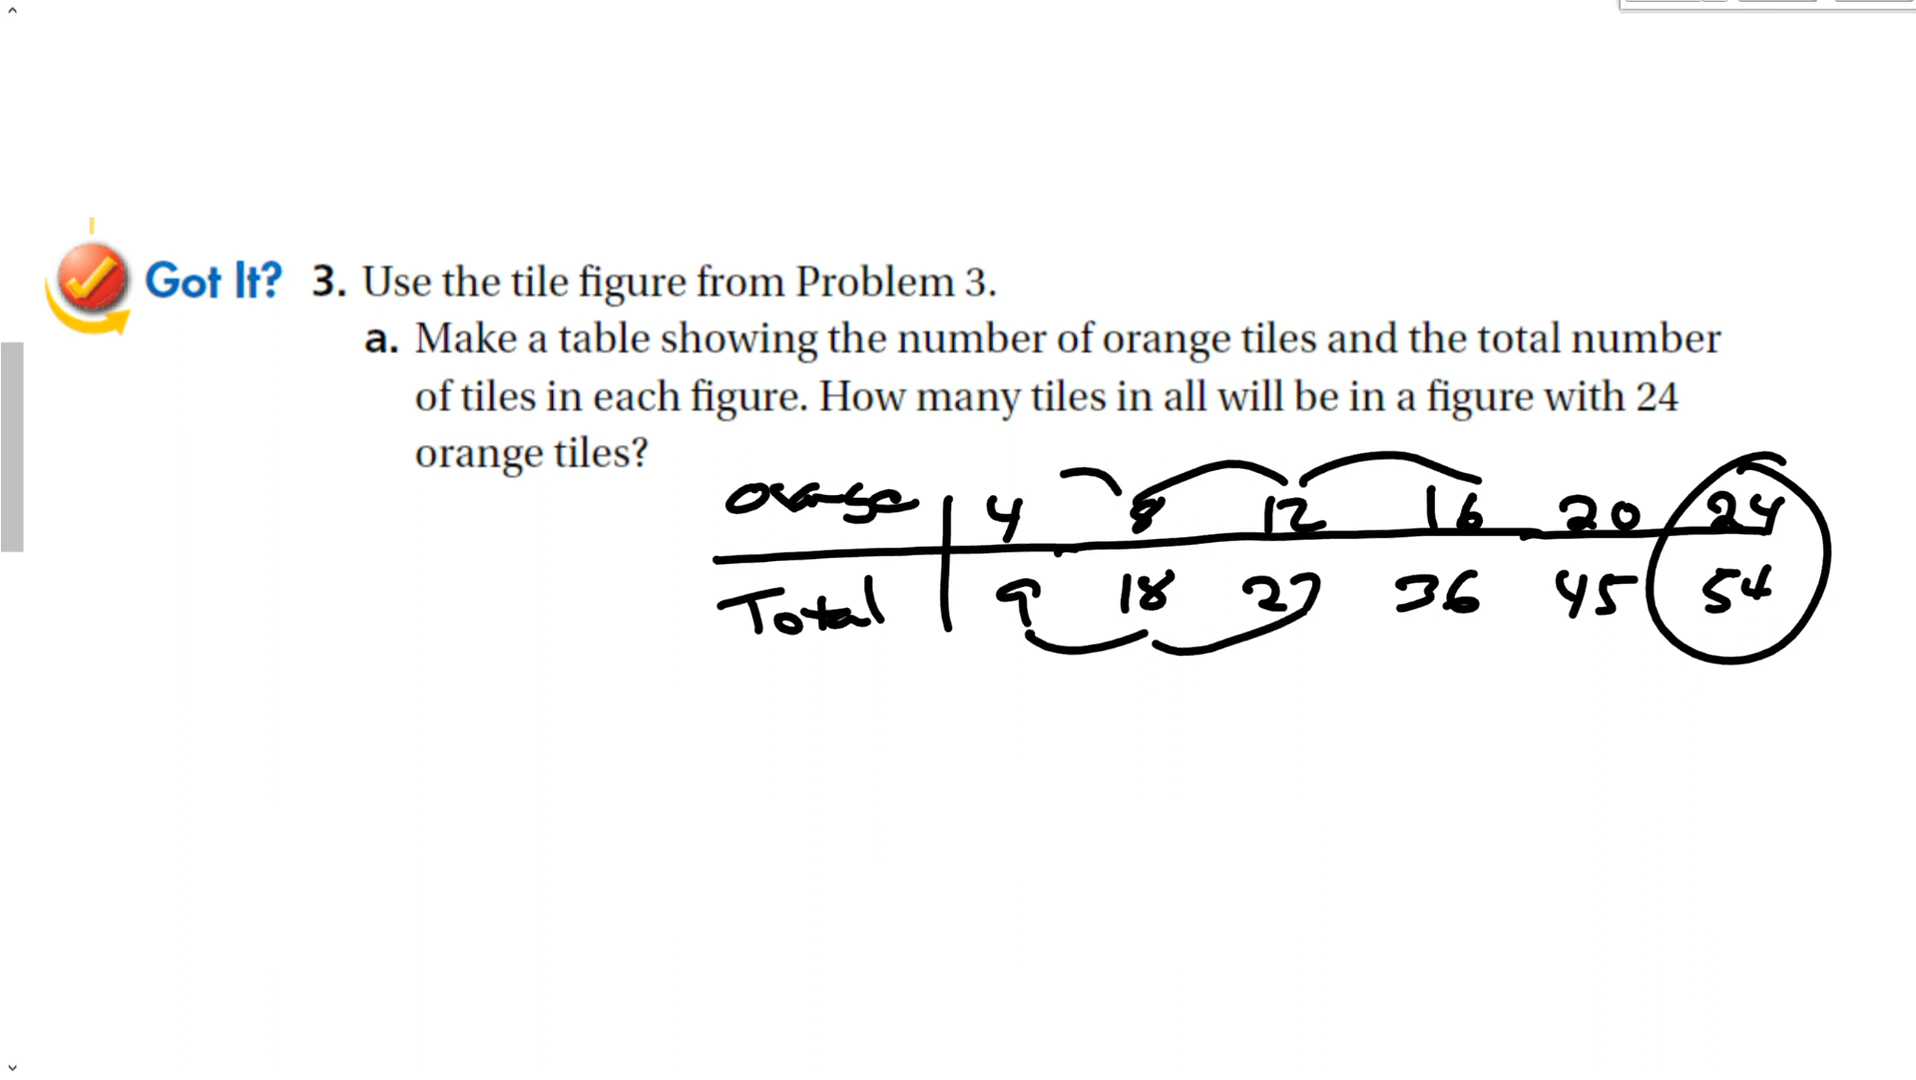 Got It? 3. Use the tile figure from Problem 3.
a. Make a table showing the number of orange tiles and the total number
of tiles in each figure. How many tiles in all will be in a figure with 24
orange tiles?
Orange 4 8 12 16 20 24
Total 9 18 27 36 45 54